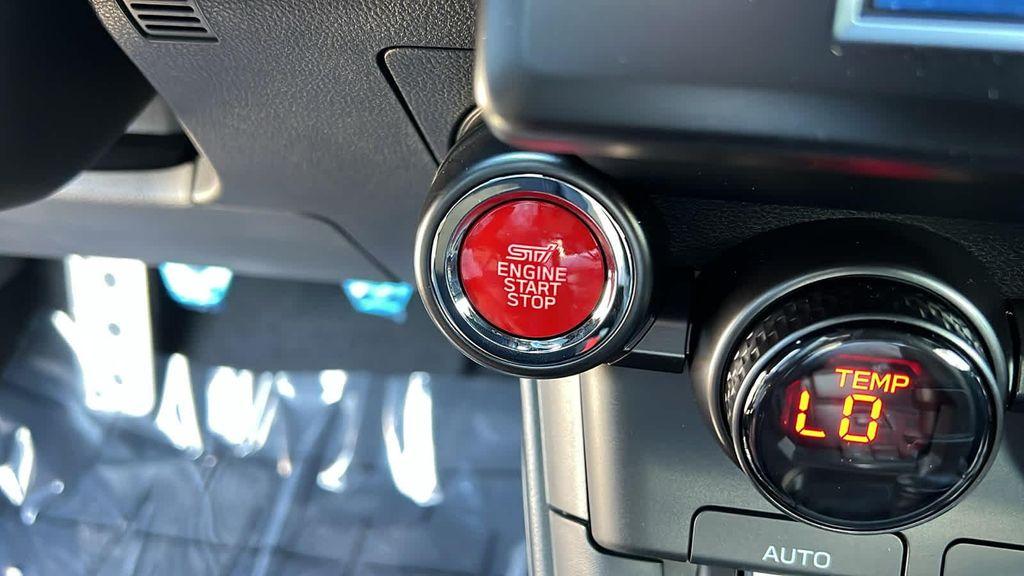 STI
ENGINE
START
STOP
TEMP
LO
AUTO